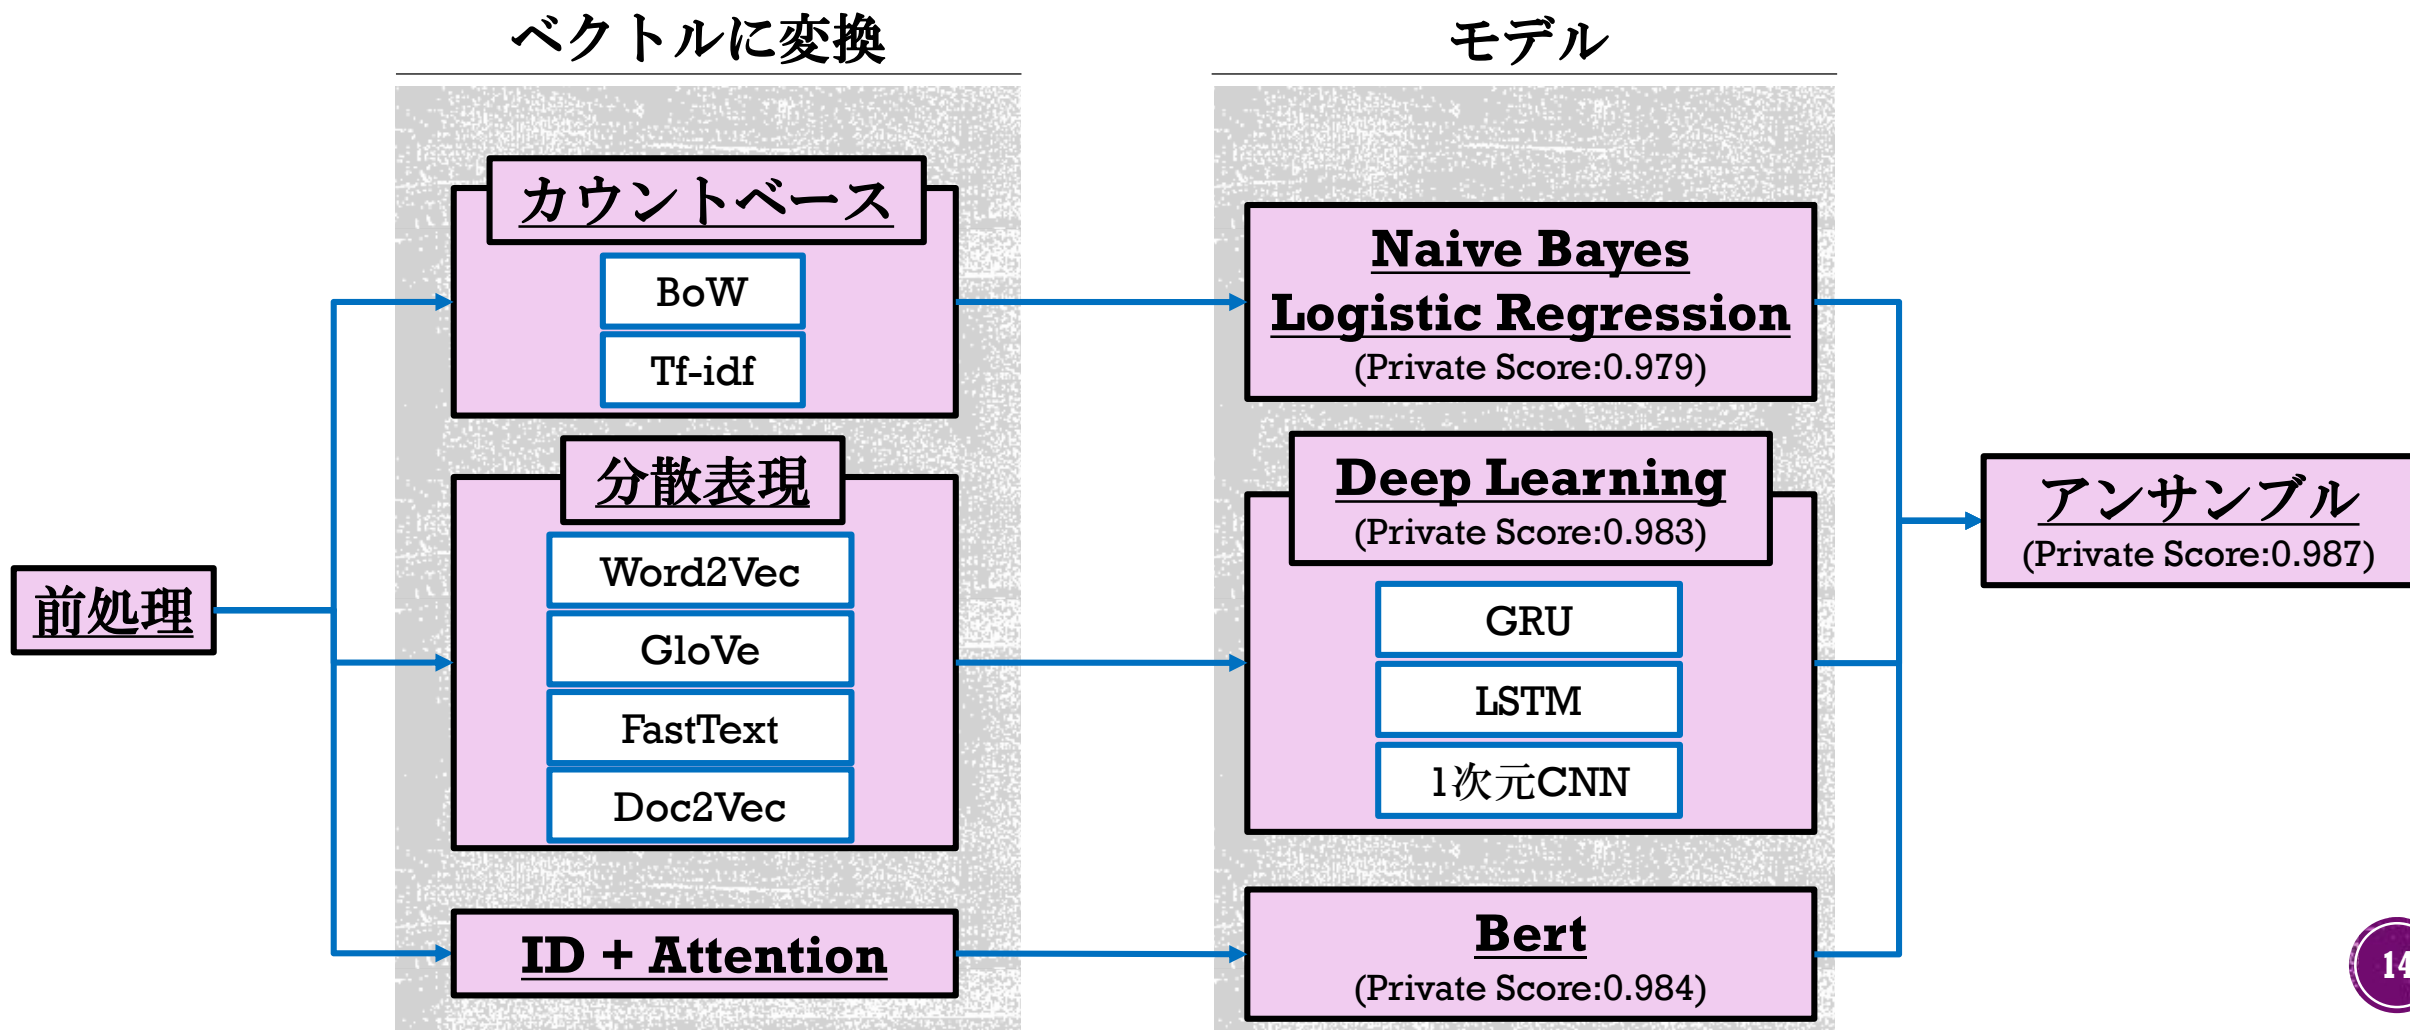 ベクトルに変換
モデル
前処理
カウントベース
BoW
Tf-idf
分散表現
Word2Vec
GloVe
FastText
Doc2Vec
ID + Attention
Naive Bayes
Logistic Regression
(Private Score:0.979)
Deep Learning
(Private Score:0.983)
GRU
LSTM
1次元CNN
Bert
(Private Score:0.984)
アンサンブル
(Private Score:0.987)
14